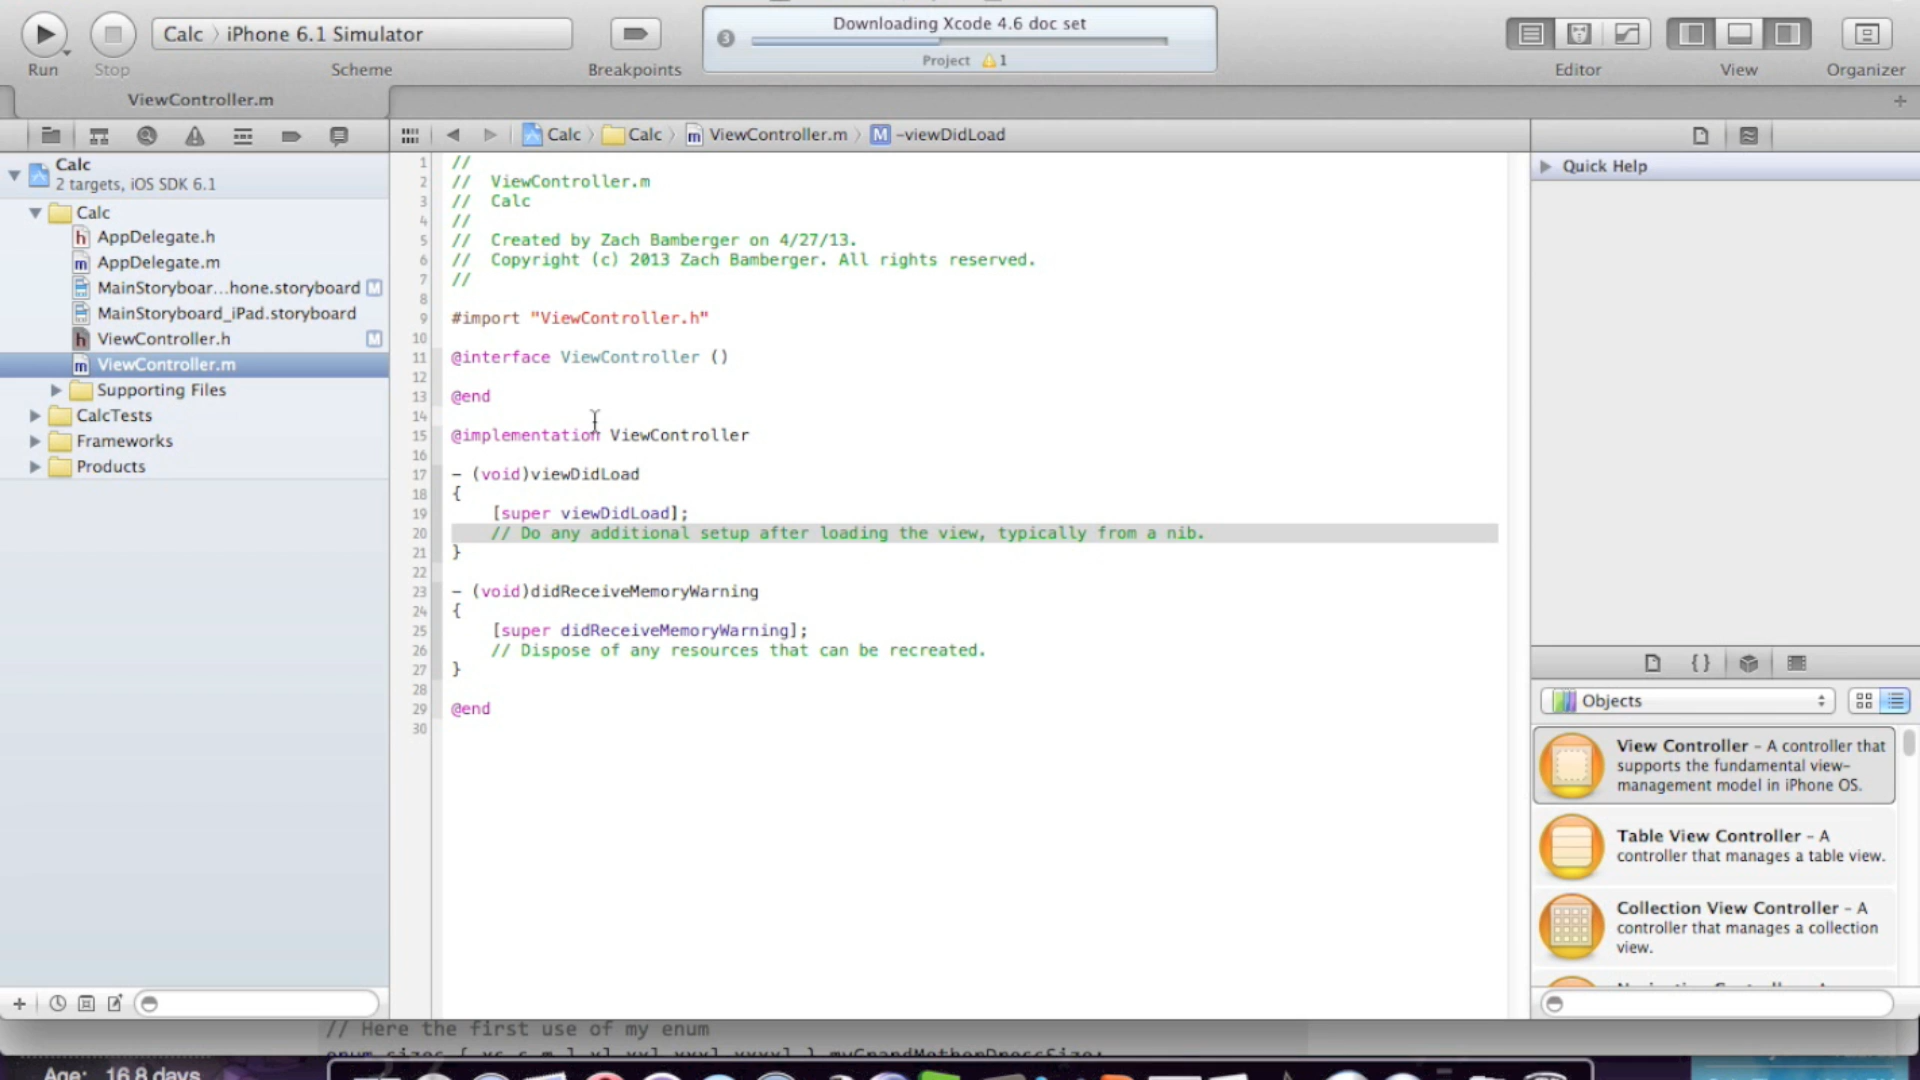 Calc 〉 iPhone 6.1 Simulator
Downloading Xcode 4.6 doc set
3
Project 1
Run
Stop
Scheme
Breakpoints
Editor
View
Organizer
ViewController.m
Calc
2 targets, iOS SDK 6.1
Calc
h AppDelegate.h
m AppDelegate.m
MainStoryboar...hone.storyboard M
MainStoryboard_iPad.storyboard
h ViewController.h M
m ViewController.m
Supporting Files
CalcTests
Frameworks
Products
Calc 〉 Calc 〉 m ViewController.m 〉 M -viewDidLoad
1 //
2 //  ViewController.m
3 //  Calc
4 //
5 //  Created by Zach Bamberger on 4/27/13.
6 //  Copyright (c) 2013 Zach Bamberger. All rights reserved.
7 //
8
9 #import "ViewController.h"
10
11 @interface ViewController ()
12
13 @end
14
15 @implementation ViewController
16
17 - (void)viewDidLoad
18 {
19     [super viewDidLoad];
20     // Do any additional setup after loading the view, typically from a nib.
21 }
22
23 - (void)didReceiveMemoryWarning
24 {
25     [super didReceiveMemoryWarning];
26     // Dispose of any resources that can be recreated.
27 }
28
29 @end
30
Quick Help
{ }
Objects
View Controller - A controller that
supports the fundamental view-
management model in iPhone OS.
Table View Controller - A
controller that manages a table view.
Collection View Controller - A
controller that manages a collection
view.
// Here the first use of my enum
Age: 16.8 days